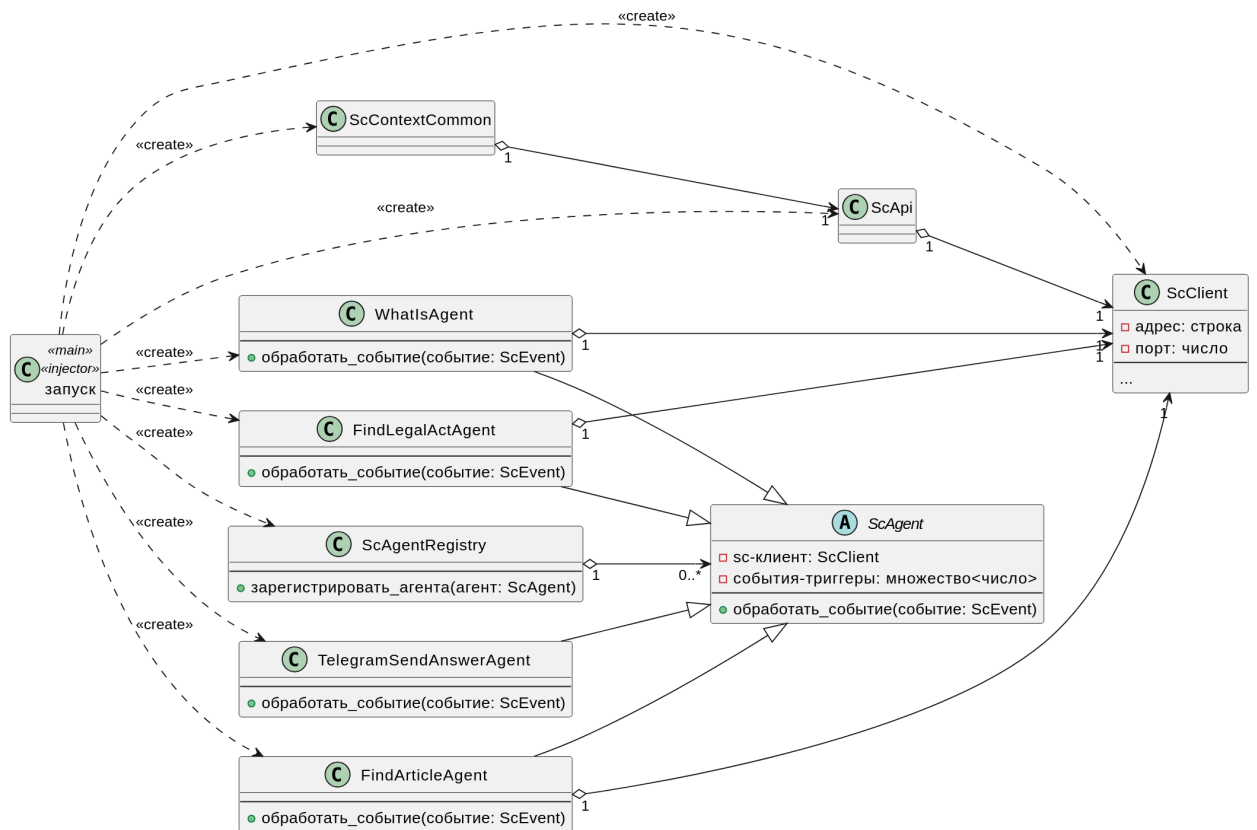 «create»
C ScContextCommon
«create»
1
«create»
C ScApi
1
1
C ScClient
адрес: строка
порт: число
...
1
1
1
1
C WhatIsAgent
обработать_событие(событие: ScEvent)
1
«main»
«injector»
C запуск
«create»
«create»
C FindLegalActAgent
обработать_событие(событие: ScEvent)
1
«create»
C ScAgentRegistry
зарегистрировать_агента(агент: ScAgent)
1
0..*
A ScAgent
sc-клиент: ScClient
события-триггеры: множество<число>
обработать_событие(событие: ScEvent)
«create»
C TelegramSendAnswerAgent
обработать_событие(событие: ScEvent)
«create»
C FindArticleAgent
обработать_событие(событие: ScEvent)
1